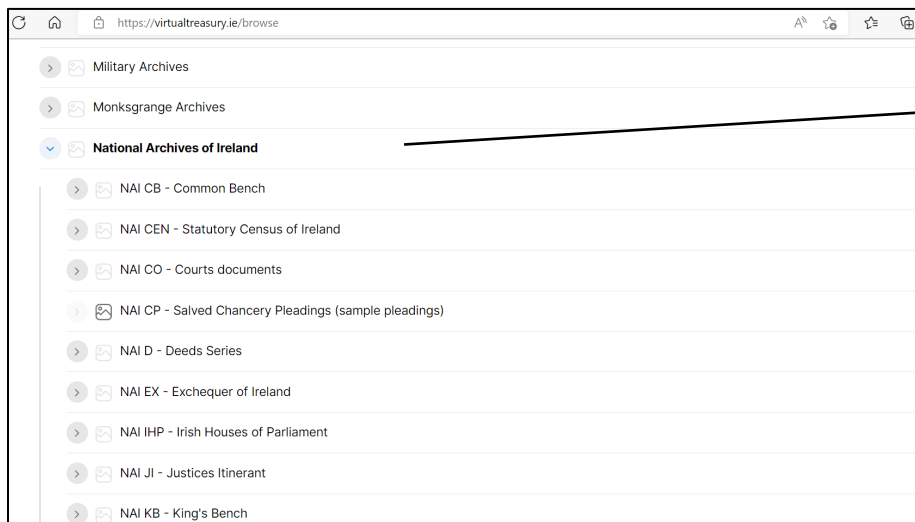 https://virtualtreasury.ie/browse
Military Archives
Monksgrange Archives
National Archives of Ireland
NAI CB - Common Bench
NAI CEN - Statutory Census of Ireland
NAI CO - Courts documents
NAI CP - Salved Chancery Pleadings (sample pleadings)
NAI D - Deeds Series
NAI EX - Exchequer of Ireland
NAI IHP - Irish Houses of Parliament
NAI JI - Justices Itinerant
NAI KB - King's Bench